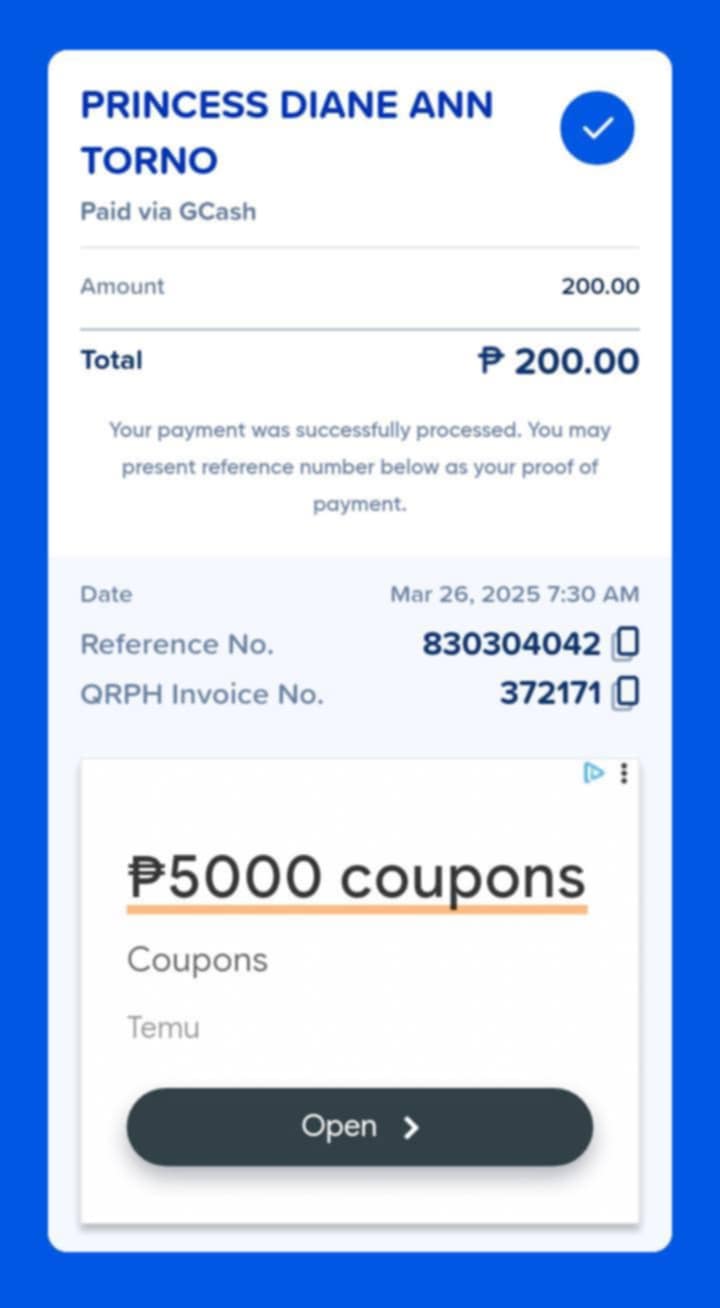 PRINCESS DIANE ANN
TORNO
Paid via GCash
Amount 200.00
Total ₱ 200.00
Your payment was successfully processed. You may
present reference number below as your proof of
payment.
Date Mar 26, 2025 7:30 AM
Reference No. 830304042
QRPH Invoice No. 372171
₱5000 coupons
Coupons
Temu
Open